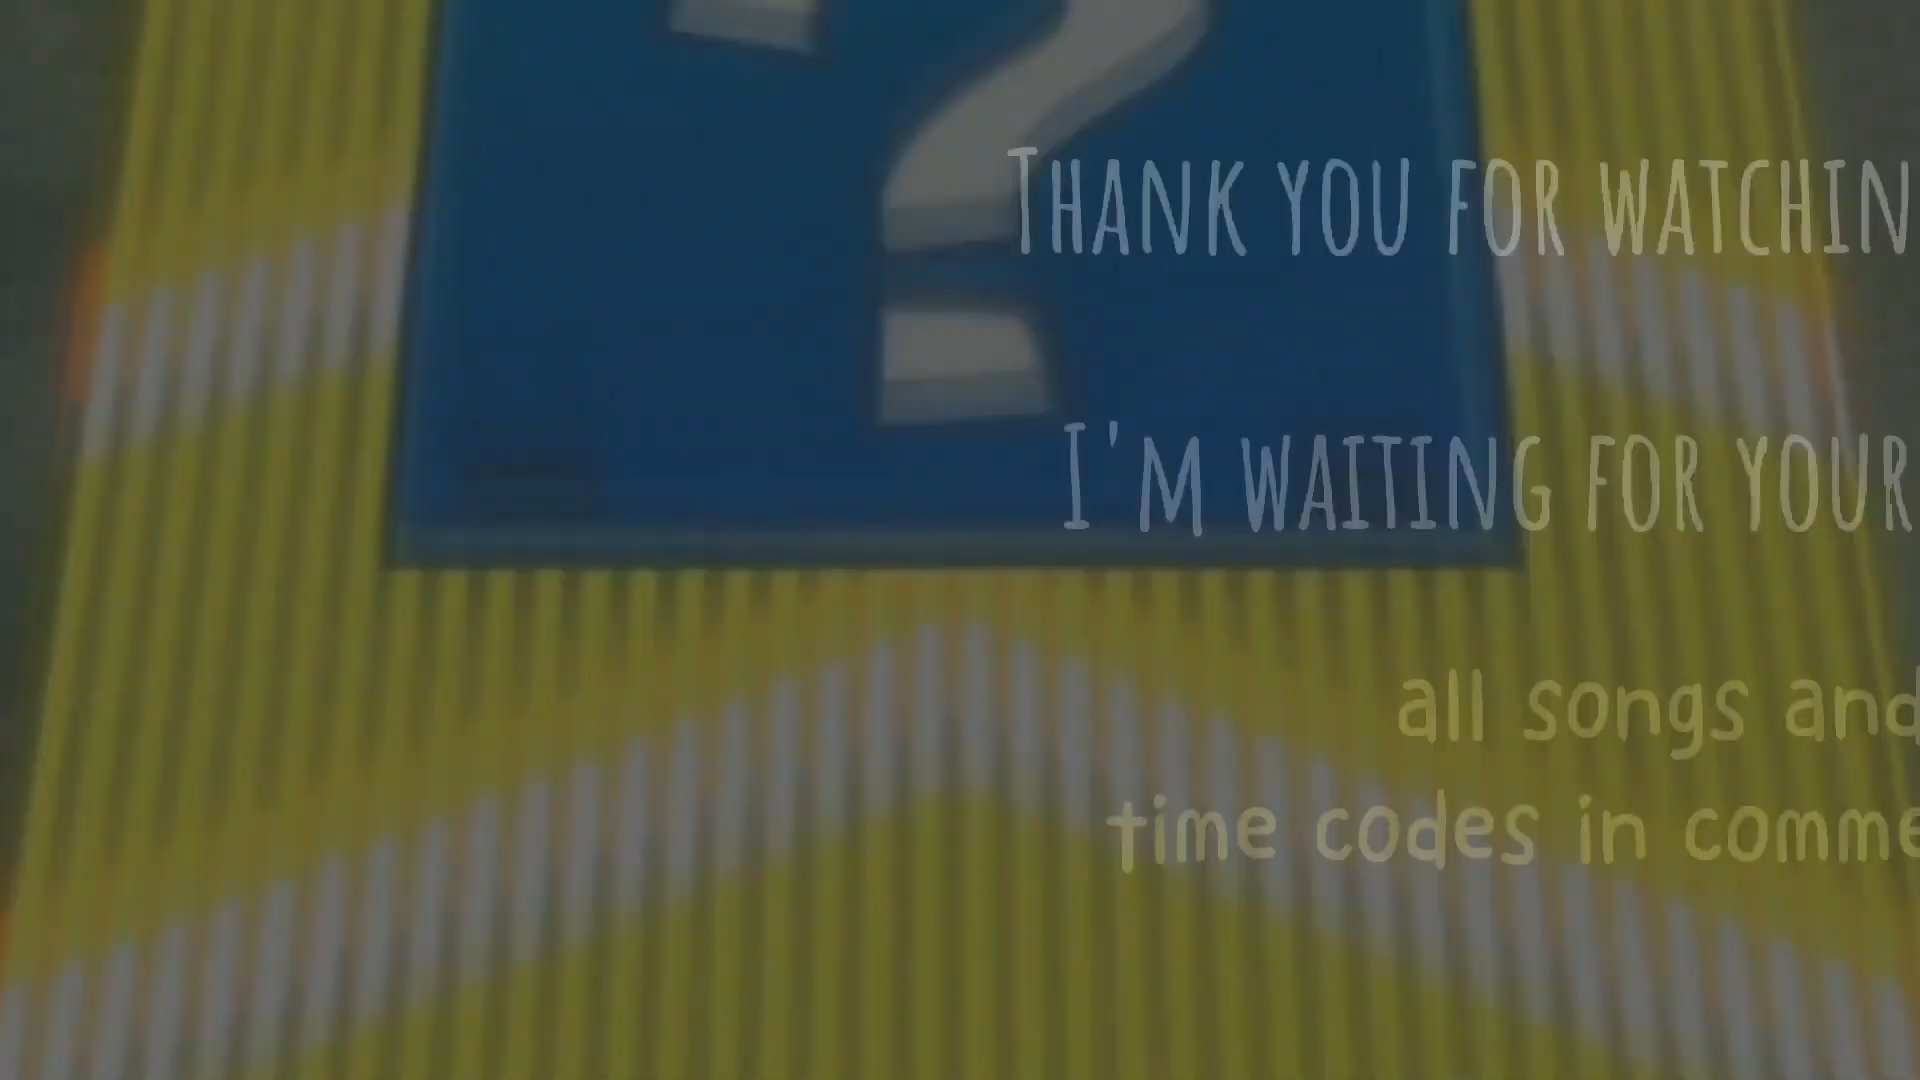 ?
THANK YOU FOR WATCHIN
I'M WAITING FOR YOUR
all songs and
time codes in comme